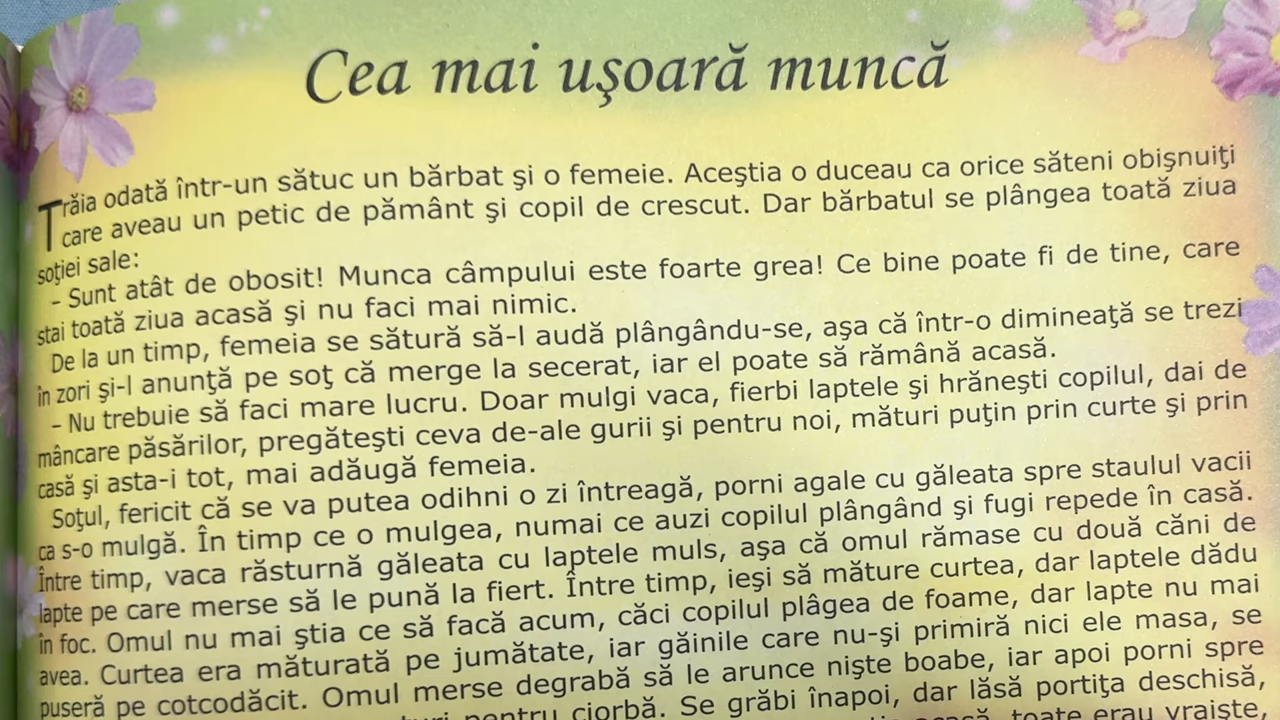 Cea mai uşoară muncă
Trăia odată într-un sătuc un bărbat şi o femeie. Aceştia o duceau ca orice săteni obişnuiţi
care aveau un petic de pământ şi copil de crescut. Dar bărbatul se plângea toată ziua
soţiei sale:
- Sunt atât de obosit! Munca câmpului este foarte grea! Ce bine poate fi de tine, care
stai toată ziua acasă şi nu faci mai nimic.
De la un timp, femeia se sătură să-l audă plângându-se, aşa că într-o dimineaţă se trezi
în zori şi-l anunţă pe soţ că merge la secerat, iar el poate să rămână acasă.
- Nu trebuie să faci mare lucru. Doar mulgi vaca, fierbi laptele şi hrăneşti copilul, dai de
mâncare păsărilor, pregăteşti ceva de-ale gurii şi pentru noi, mături puţin prin curte şi prin
casă şi asta-i tot, mai adăugă femeia.
Soţul, fericit că se va putea odihni o zi întreagă, porni agale cu găleata spre staulul vacii
ca s-o mulgă. În timp ce o mulgea, numai ce auzi copilul plângând şi fugi repede în casă.
Între timp, vaca răsturnă găleata cu laptele muls, aşa că omul rămase cu două căni de
lapte pe care merse să le pună la fiert. Între timp, ieşi să măture curtea, dar laptele dădu
în foc. Omul nu mai ştia ce să facă acum, căci copilul plâgea de foame, dar lapte nu mai
avea. Curtea era măturată pe jumătate, iar găinile care nu-şi primiră nici ele masa, se
puseră pe cotcodăcit. Omul merse degrabă să le arunce nişte boabe, iar apoi porni spre
pentru ciorbă. Se grăbi înapoi, dar lăsă portiţa deschisă,
acasă, toate erau vraişte,